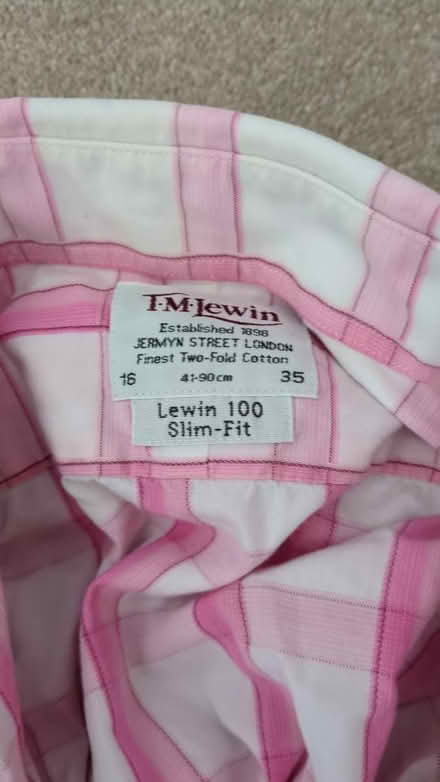 T·M·Lewin
Established 1898
JERMYN STREET LONDON
Finest Two-Fold Cotton
16 41-90cm 35
Lewin 100
Slim-Fit